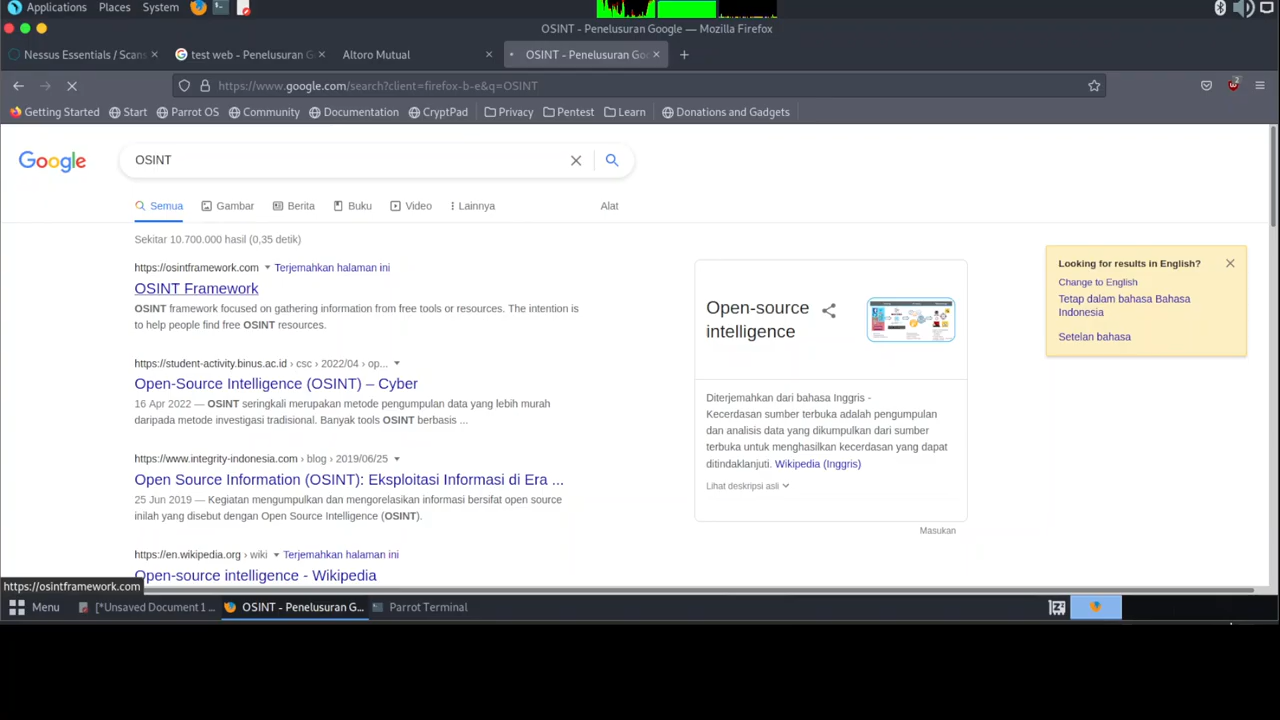 Applications Places System
OSINT - Penelusuran Google — Mozilla Firefox
Nessus Essentials / Scans
test web - Penelusuran G
Altoro Mutual
OSINT - Penelusuran Goo
https://www.google.com/search?client=firefox-b-e&q=OSINT
2
Getting Started Start Parrot OS Community Documentation CryptPad Privacy Pentest Learn Donations and Gadgets
Google
OSINT
Semua Gambar Berita Buku Video Lainnya Alat
Sekitar 10.700.000 hasil (0,35 detik)
https://osintframework.com Terjemahkan halaman ini
OSINT Framework
OSINT framework focused on gathering information from free tools or resources. The intention is
to help people find free OSINT resources.
https://student-activity.binus.ac.id › csc › 2022/04 › op...
Open-Source Intelligence (OSINT) – Cyber
16 Apr 2022 — OSINT seringkali merupakan metode pengumpulan data yang lebih murah
daripada metode investigasi tradisional. Banyak tools OSINT berbasis ...
https://www.integrity-indonesia.com › blog › 2019/06/25
Open Source Information (OSINT): Eksploitasi Informasi di Era ...
25 Jun 2019 — Kegiatan mengumpulkan dan mengorelasikan informasi bersifat open source
inilah yang disebut dengan Open Source Intelligence (OSINT).
https://en.wikipedia.org › wiki Terjemahkan halaman ini
Open-source intelligence - Wikipedia
Open-source
intelligence
Diterjemahkan dari bahasa Inggris -
Kecerdasan sumber terbuka adalah pengumpulan
dan analisis data yang dikumpulkan dari sumber
terbuka untuk menghasilkan kecerdasan yang dapat
ditindaklanjuti. Wikipedia (Inggris)
Lihat deskripsi asli
Masukan
Looking for results in English?
Change to English
Tetap dalam bahasa Bahasa
Indonesia
Setelan bahasa
https://osintframework.com
Menu
[*Unsaved Document 1 ...
OSINT - Penelusuran G...
Parrot Terminal